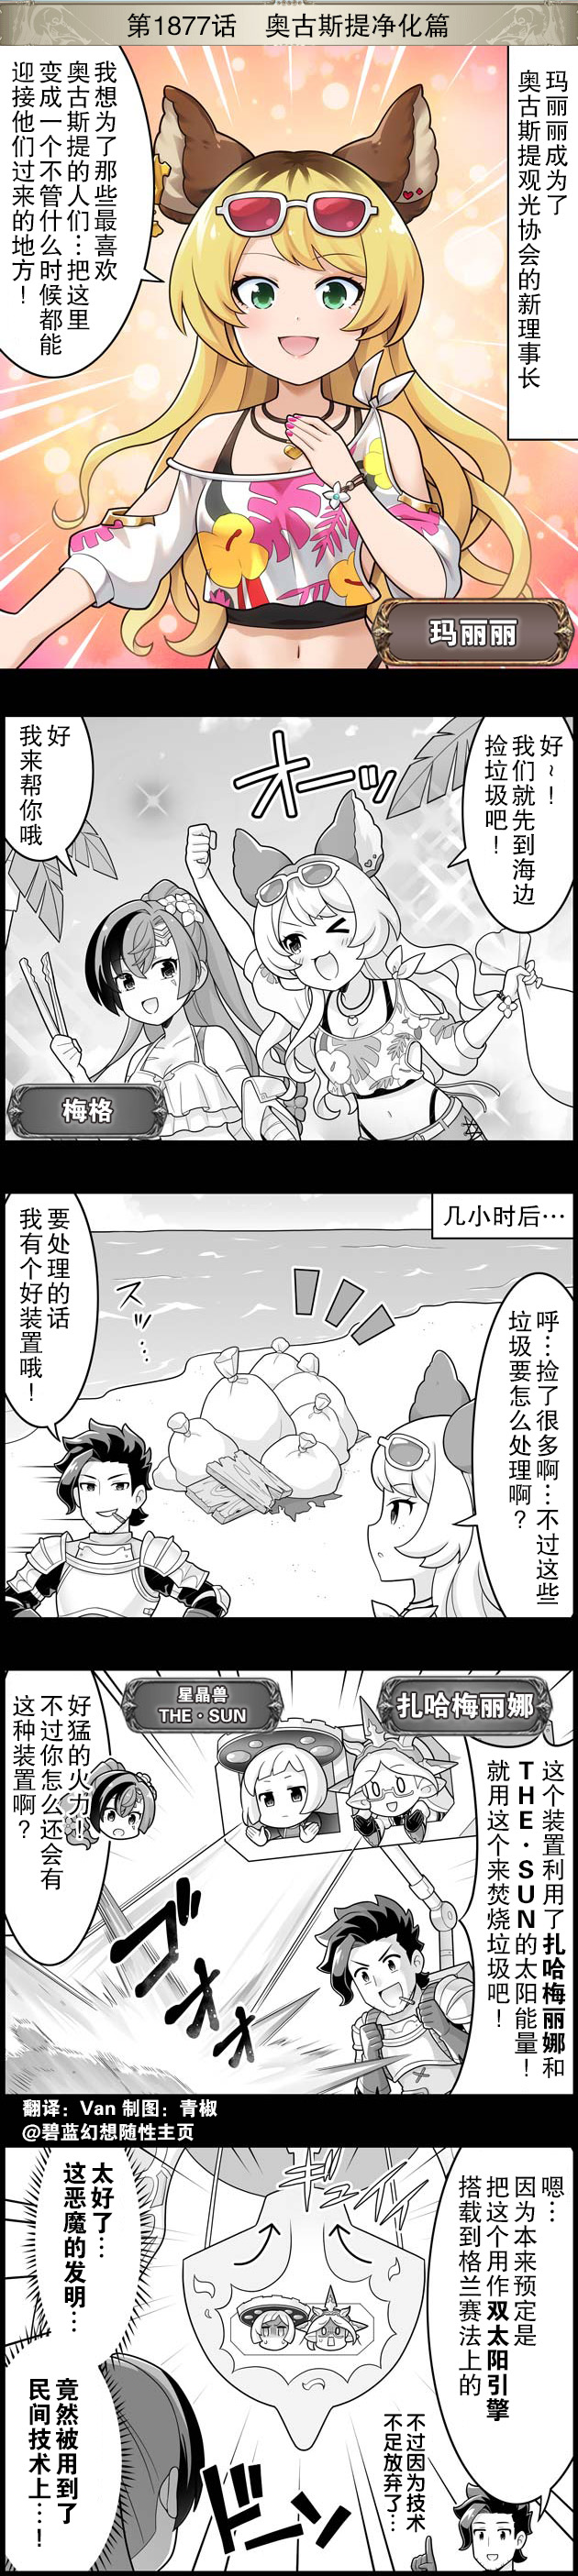 第1877话　奥古斯提净化篇
玛丽丽成为了
奥古斯提观光协会的新理事长
我想为了那些最喜欢
奥古斯提的人们…把这里
变成一个不管什么时候都能
迎接他们过来的地方！
玛丽丽
好~！
我们就先到海边
捡垃圾吧！
オーッ
好
我来帮你哦
梅格
几小时后…
呼…捡了很多啊…不过这些
垃圾要怎么处理啊？
スッ…
要处理的话
我有个好装置哦！
扎哈梅丽娜
星晶兽
THE・SUN
这个装置利用了扎哈梅丽娜和
THE・SUN的太阳能量！
就用这个来焚烧垃圾吧！
好猛的火力！
不过你怎么还会有
这种装置啊？
ゴオオ
翻译：Van 制图：青椒
@碧蓝幻想随性主页
嗯…
因为本来预定是
把这个用作双太阳引擎
搭载到格兰赛法上的
不过因为技术
不足放弃了…
太好了…
这恶魔的发明…
竟然被用到了
民间技术上…！
ドーン